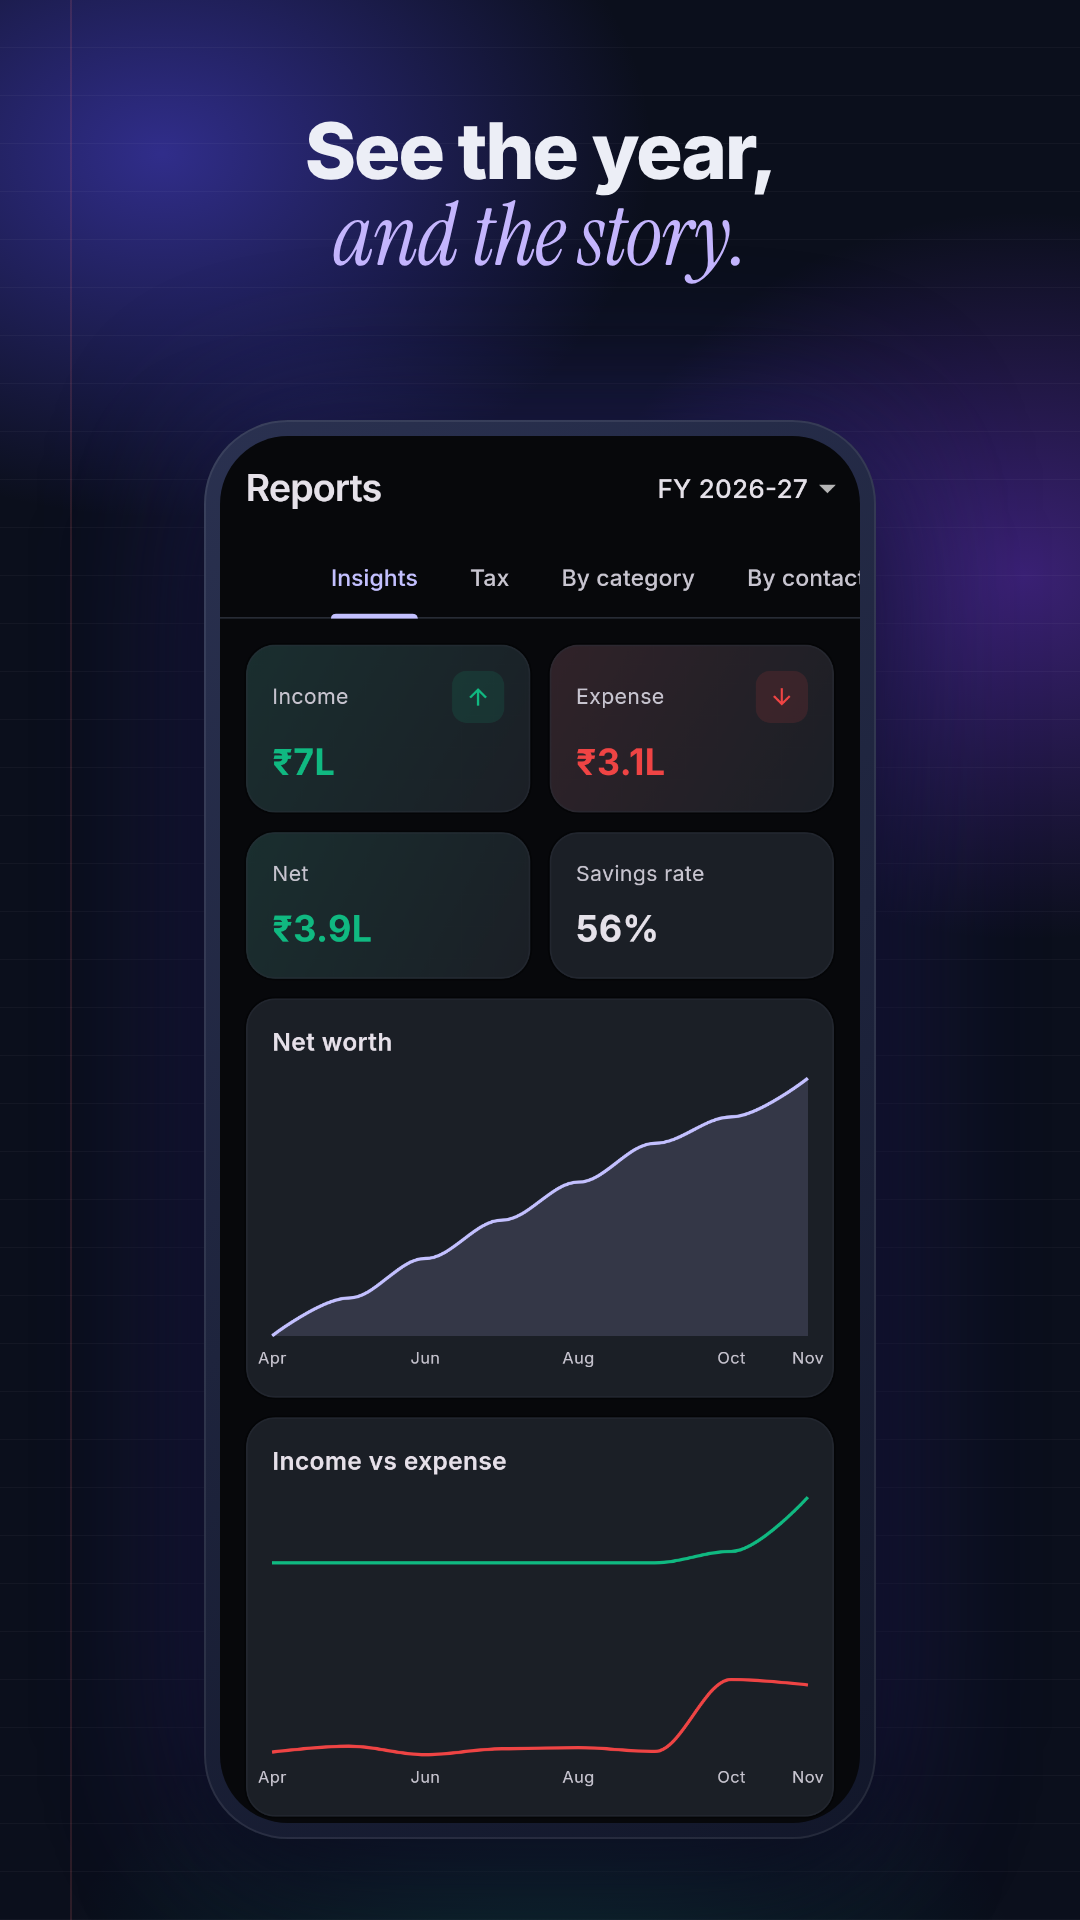 See the year,
and the story.
Reports
FY 2026-27
Insights Tax By category By contact
Income
₹7L
Expense
₹3.1L
Net
₹3.9L
Savings rate
56%
Net worth
Apr Jun Aug Oct Nov
Income vs expense
Apr Jun Aug Oct Nov